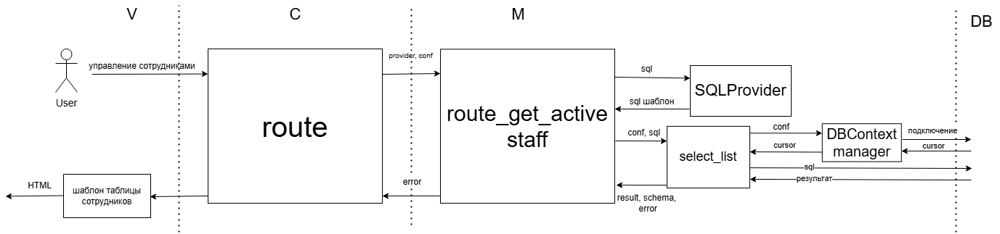 V
C
M
DB
управление сотрудниками
User
HTML
шаблон таблицы
сотрудников
route
provider, conf
error
route_get_active
staff
sql
sql шаблон
SQLProvider
conf, sql
result, schema,
error
select_list
conf
cursor
DBContext
manager
подключение
cursor
sql
результат